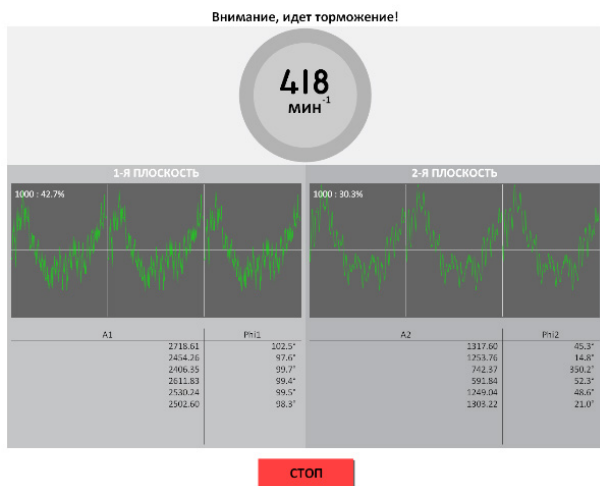 Внимание, идет торможение!
418
мин-1
1-Я ПЛОСКОСТЬ 2-Я ПЛОСКОСТЬ
1000 : 42.7% 1000 : 30.3%
A1 Phi1 A2 Phi2
2718.61 102.5° 1317.60 45.3°
2454.26 97.6° 1253.76 14.8°
2406.35 99.7° 742.37 350.2°
2611.83 99.4° 591.84 52.3°
2530.24 99.5° 1249.04 48.6°
2502.60 98.3° 1303.22 21.0°
СТОП